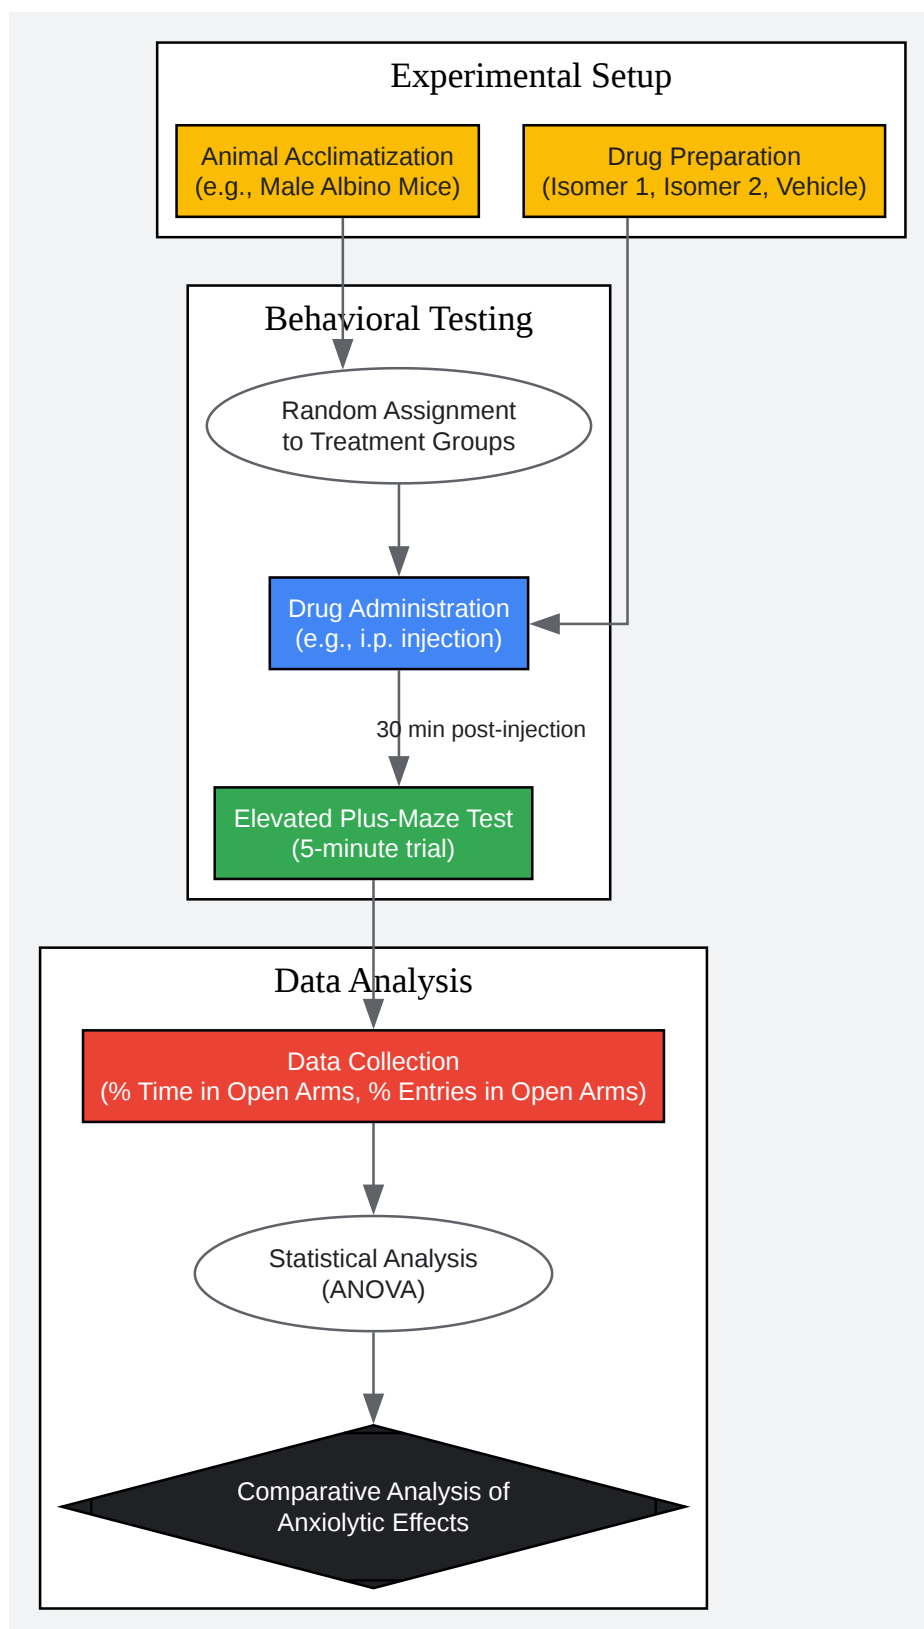 Experimental Setup
Animal Acclimatization
(e.g., Male Albino Mice)
Drug Preparation
(Isomer 1, Isomer 2, Vehicle)
Behavioral Testing
Random Assignment
to Treatment Groups
Drug Administration
(e.g., i.p. injection)
30 min post-injection
Elevated Plus-Maze Test
(5-minute trial)
Data Analysis
Data Collection
(% Time in Open Arms, % Entries in Open Arms)
Statistical Analysis
(ANOVA)
Comparative Analysis of
Anxiolytic Effects